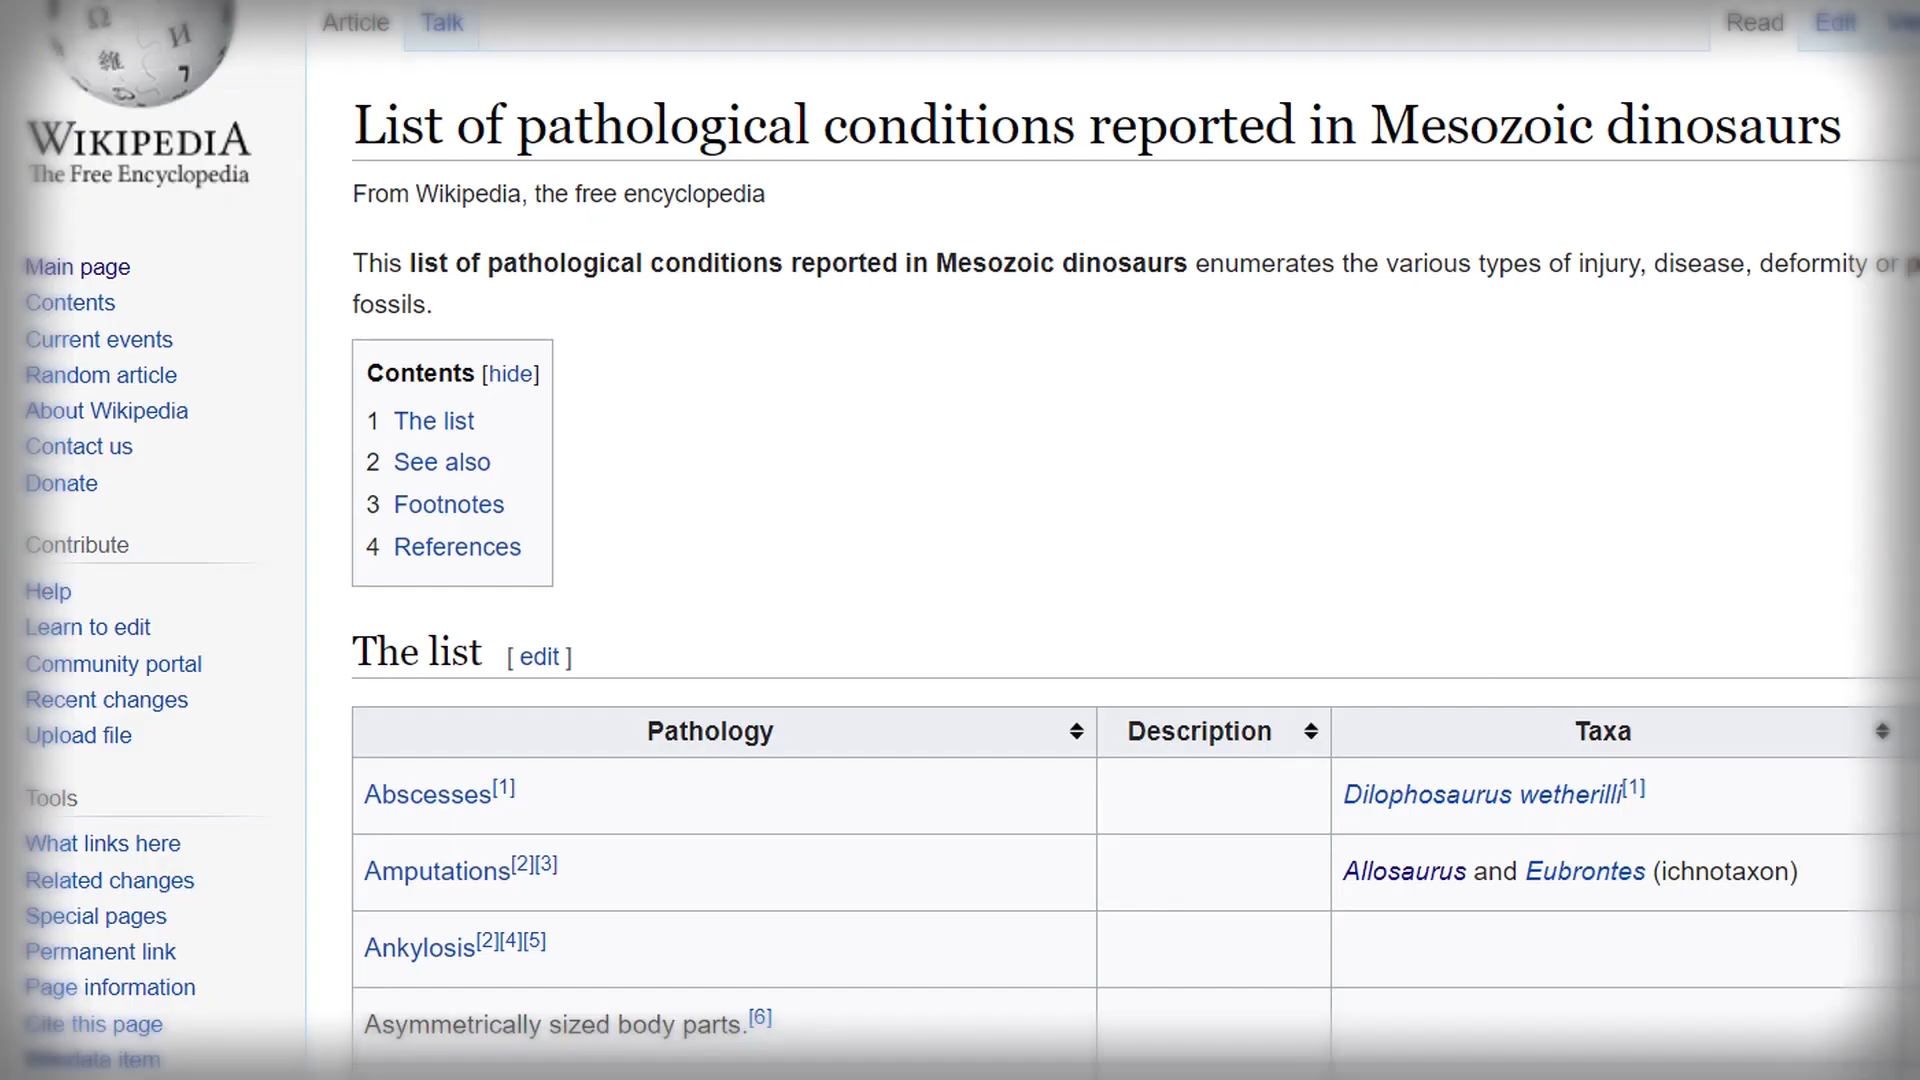 Article Talk Read Edit
Ω
И
維
WIKIPEDIA
The Free Encyclopedia
Main page
Contents
Current events
Random article
About Wikipedia
Contact us
Donate
Contribute
Help
Learn to edit
Community portal
Recent changes
Upload file
Tools
What links here
Related changes
Special pages
Permanent link
Page information
Cite this page
List of pathological conditions reported in Mesozoic dinosaurs
From Wikipedia, the free encyclopedia
This list of pathological conditions reported in Mesozoic dinosaurs enumerates the various types of injury, disease, deformity or
fossils.
Contents [hide]
1 The list
2 See also
3 Footnotes
4 References
The list [ edit ]
Pathology Description Taxa
Abscesses[1] Dilophosaurus wetherilli[1]
Amputations[2][3] Allosaurus and Eubrontes (ichnotaxon)
Ankylosis[2][4][5]
Asymmetrically sized body parts.[6]